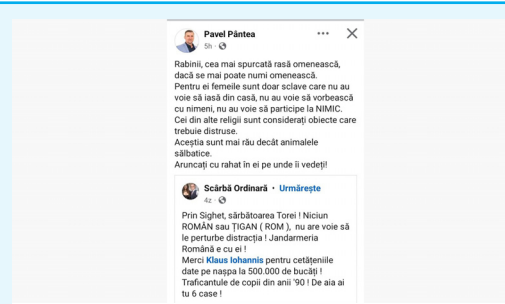 Pavel Pântea
5h
Rabinii, cea mai spurcată rasă omenească,
dacă se mai poate numi omenească.
Pentru ei femeile sunt doar sclave care nu au
voie să iasă din casă, nu au voie să vorbească
cu nimeni, nu au voie să participe la NIMIC.
Cei din alte religii sunt considerați obiecte care
trebuie distruse.
Aceștia sunt mai rău decât animalele
sălbatice.
Aruncați cu rahat în ei pe unde îi vedeți!
Scârbă Ordinară • Urmărește
4z
Prin Sighet, sărbătoarea Torei ! Niciun
ROMÂN sau ȚIGAN ( ROM ), nu are voie să
le perturbe distracția ! Jandarmeria
Română e cu ei !
Merci Klaus Iohannis pentru cetățeniile
date pe nașpa la 500.000 de bucăți !
Traficantule de copii din anii '90 ! De aia ai
tu 6 case !